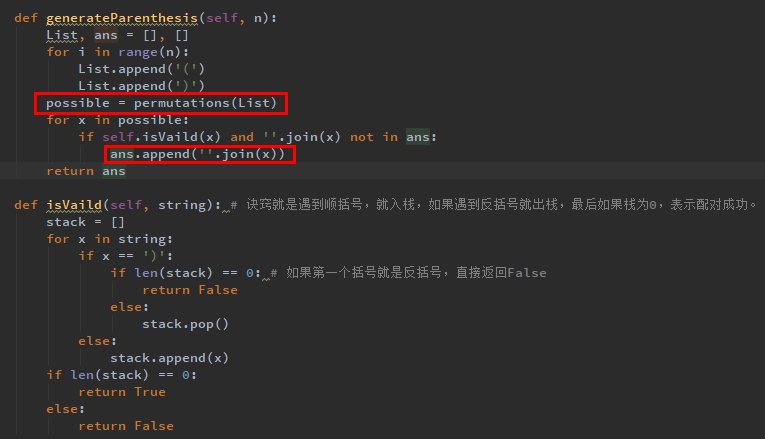 def generateParenthesis(self, n):
    List, ans = [], []
    for i in range(n):
        List.append('(')
        List.append(')')
    possible = permutations(List)
    for x in possible:
        if self.isVaild(x) and ''.join(x) not in ans:
            ans.append(''.join(x))
    return ans
def isVaild(self, string): # 诀窍就是遇到顺括号，就入栈，如果遇到反括号就出栈，最后如果栈为0，表示配对成功。
    stack = []
    for x in string:
        if x == ')':
            if len(stack) == 0: # 如果第一个括号就是反括号，直接返回False
                return False
            else:
                stack.pop()
        else:
            stack.append(x)
    if len(stack) == 0:
        return True
    else:
        return False